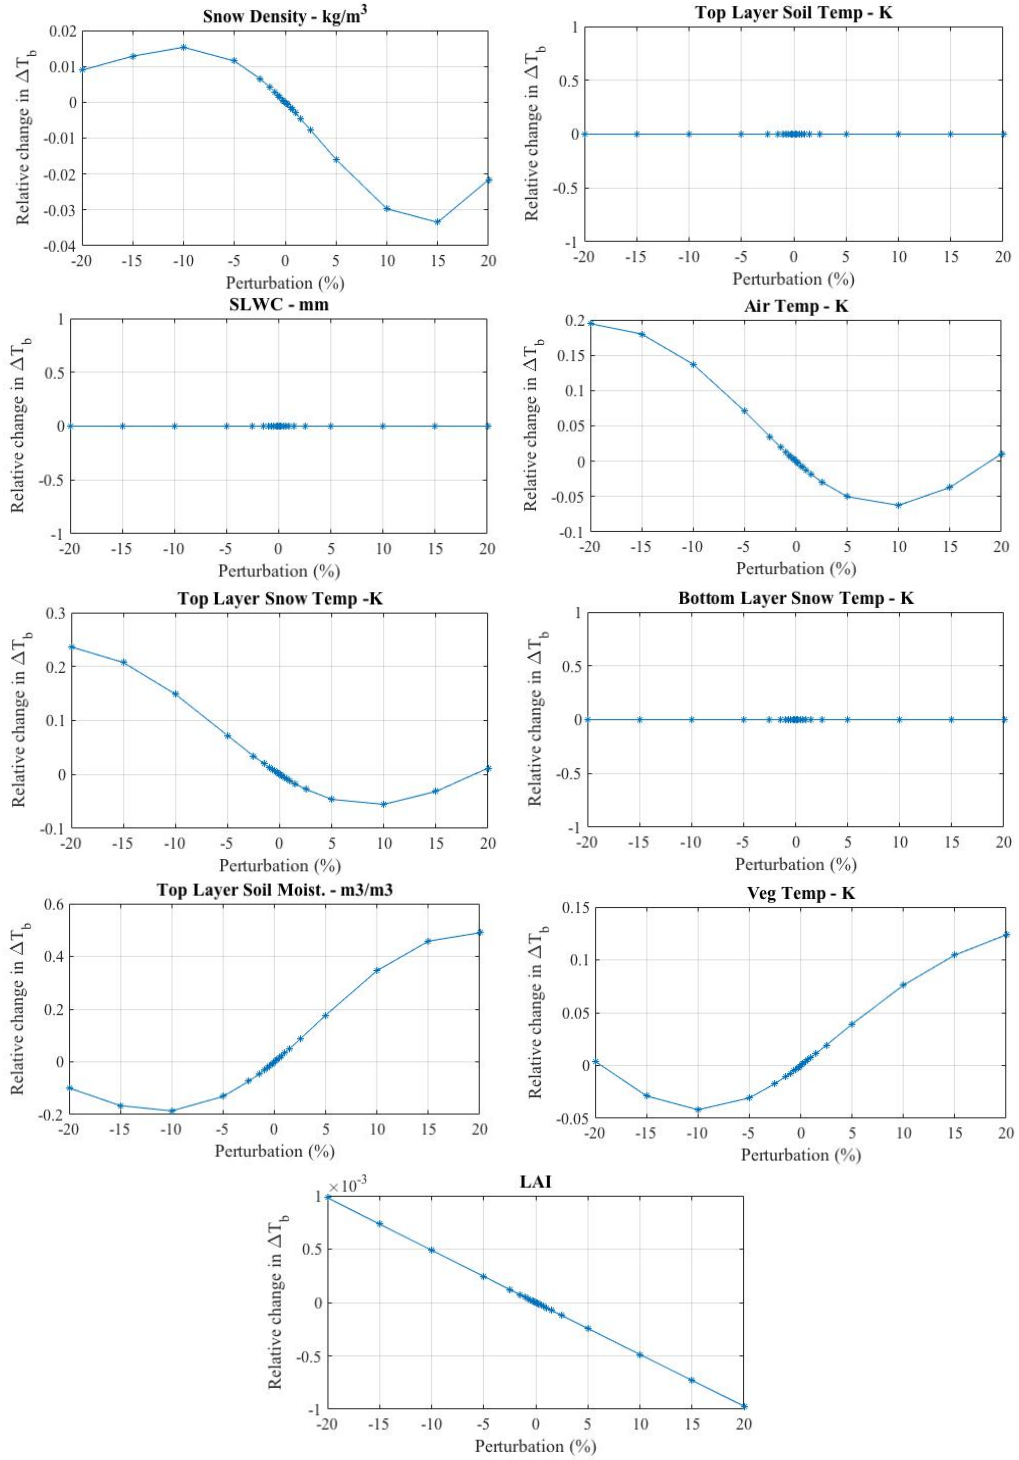 Snow Density - kg/m3
Relative change in ΔTb
0.02
0.01
0
-0.01
-0.02
-0.03
-0.04
-20 -15 -10 -5 0 5 10 15 20
Perturbation (%)
Top Layer Soil Temp - K
Relative change in ΔTb
1
0.5
0
-0.5
-1
-20 -15 -10 -5 0 5 10 15 20
Perturbation (%)
SLWC - mm
Relative change in ΔTb
1
0.5
0
-0.5
-1
-20 -15 -10 -5 0 5 10 15 20
Perturbation (%)
Air Temp - K
Relative change in ΔTb
0.2
0.15
0.1
0.05
0
-0.05
-0.1
-20 -15 -10 -5 0 5 10 15 20
Perturbation (%)
Top Layer Snow Temp -K
Relative change in ΔTb
0.3
0.2
0.1
0
-0.1
-20 -15 -10 -5 0 5 10 15 20
Perturbation (%)
Bottom Layer Snow Temp - K
Relative change in ΔTb
1
0.5
0
-0.5
-1
-20 -15 -10 -5 0 5 10 15 20
Perturbation (%)
Top Layer Soil Moist. - m3/m3
Relative change in ΔTb
0.6
0.4
0.2
0
-0.2
-20 -15 -10 -5 0 5 10 15 20
Perturbation (%)
Veg Temp - K
Relative change in ΔTb
0.15
0.1
0.05
0
-0.05
-20 -15 -10 -5 0 5 10 15 20
Perturbation (%)
LAI
×10-3
Relative change in ΔTb
1
0.5
0
-0.5
-1
-20 -15 -10 -5 0 5 10 15 20
Perturbation (%)